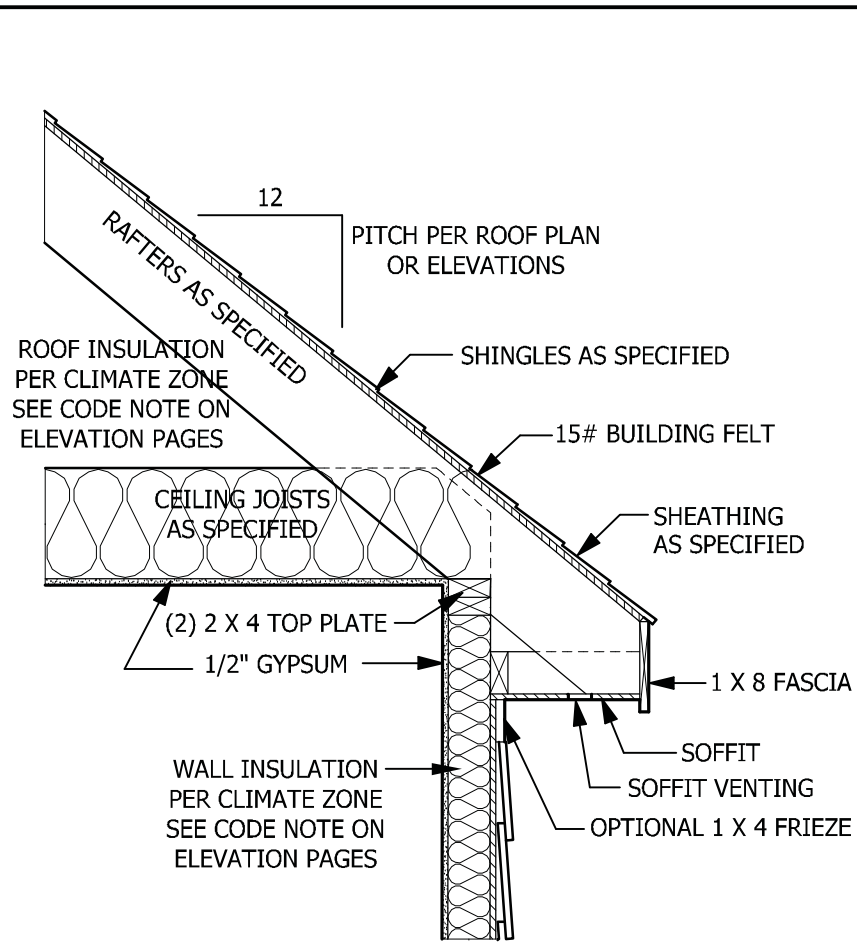 12
PITCH PER ROOF PLAN
OR ELEVATIONS
RAFTERS AS SPECIFIED
ROOF INSULATION
PER CLIMATE ZONE
SEE CODE NOTE ON
ELEVATION PAGES
SHINGLES AS SPECIFIED
15# BUILDING FELT
CEILING JOISTS
AS SPECIFIED
SHEATHING
AS SPECIFIED
(2) 2 X 4 TOP PLATE
1/2" GYPSUM
1 X 8 FASCIA
SOFFIT
SOFFIT VENTING
OPTIONAL 1 X 4 FRIEZE
WALL INSULATION
PER CLIMATE ZONE
SEE CODE NOTE ON
ELEVATION PAGES